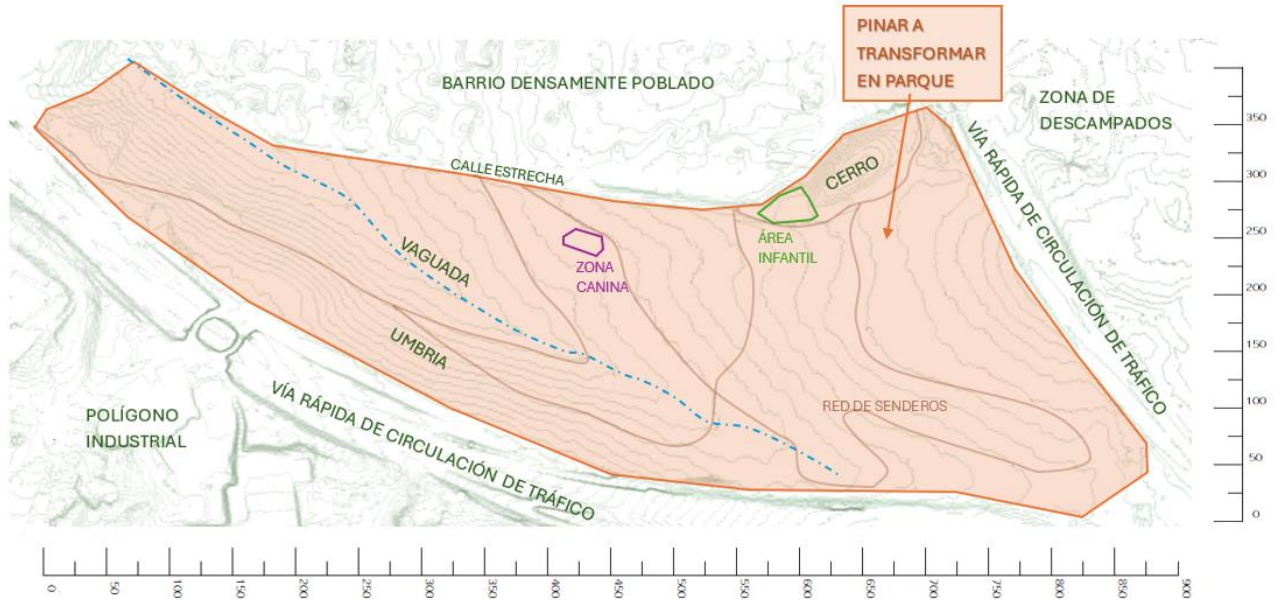 PINAR A
TRANSFORMAR
EN PARQUE
BARRIO DENSAMENTE POBLADO
ZONA DE
DESCAMPADOS
CALLE ESTRECHA
CERRO
VÍA RÁPIDA DE CIRCULACIÓN DE TRÁFICO
ÁREA
INFANTIL
ZONA
CANINA
VAGUADA
UMBRIA
RED DE SENDEROS
POLÍGONO
INDUSTRIAL
VÍA RÁPIDA DE CIRCULACIÓN DE TRÁFICO
350
300
250
200
150
100
50
0
0 50 100 150 200 250 300 350 400 450 500 550 600 650 700 750 800 850 900